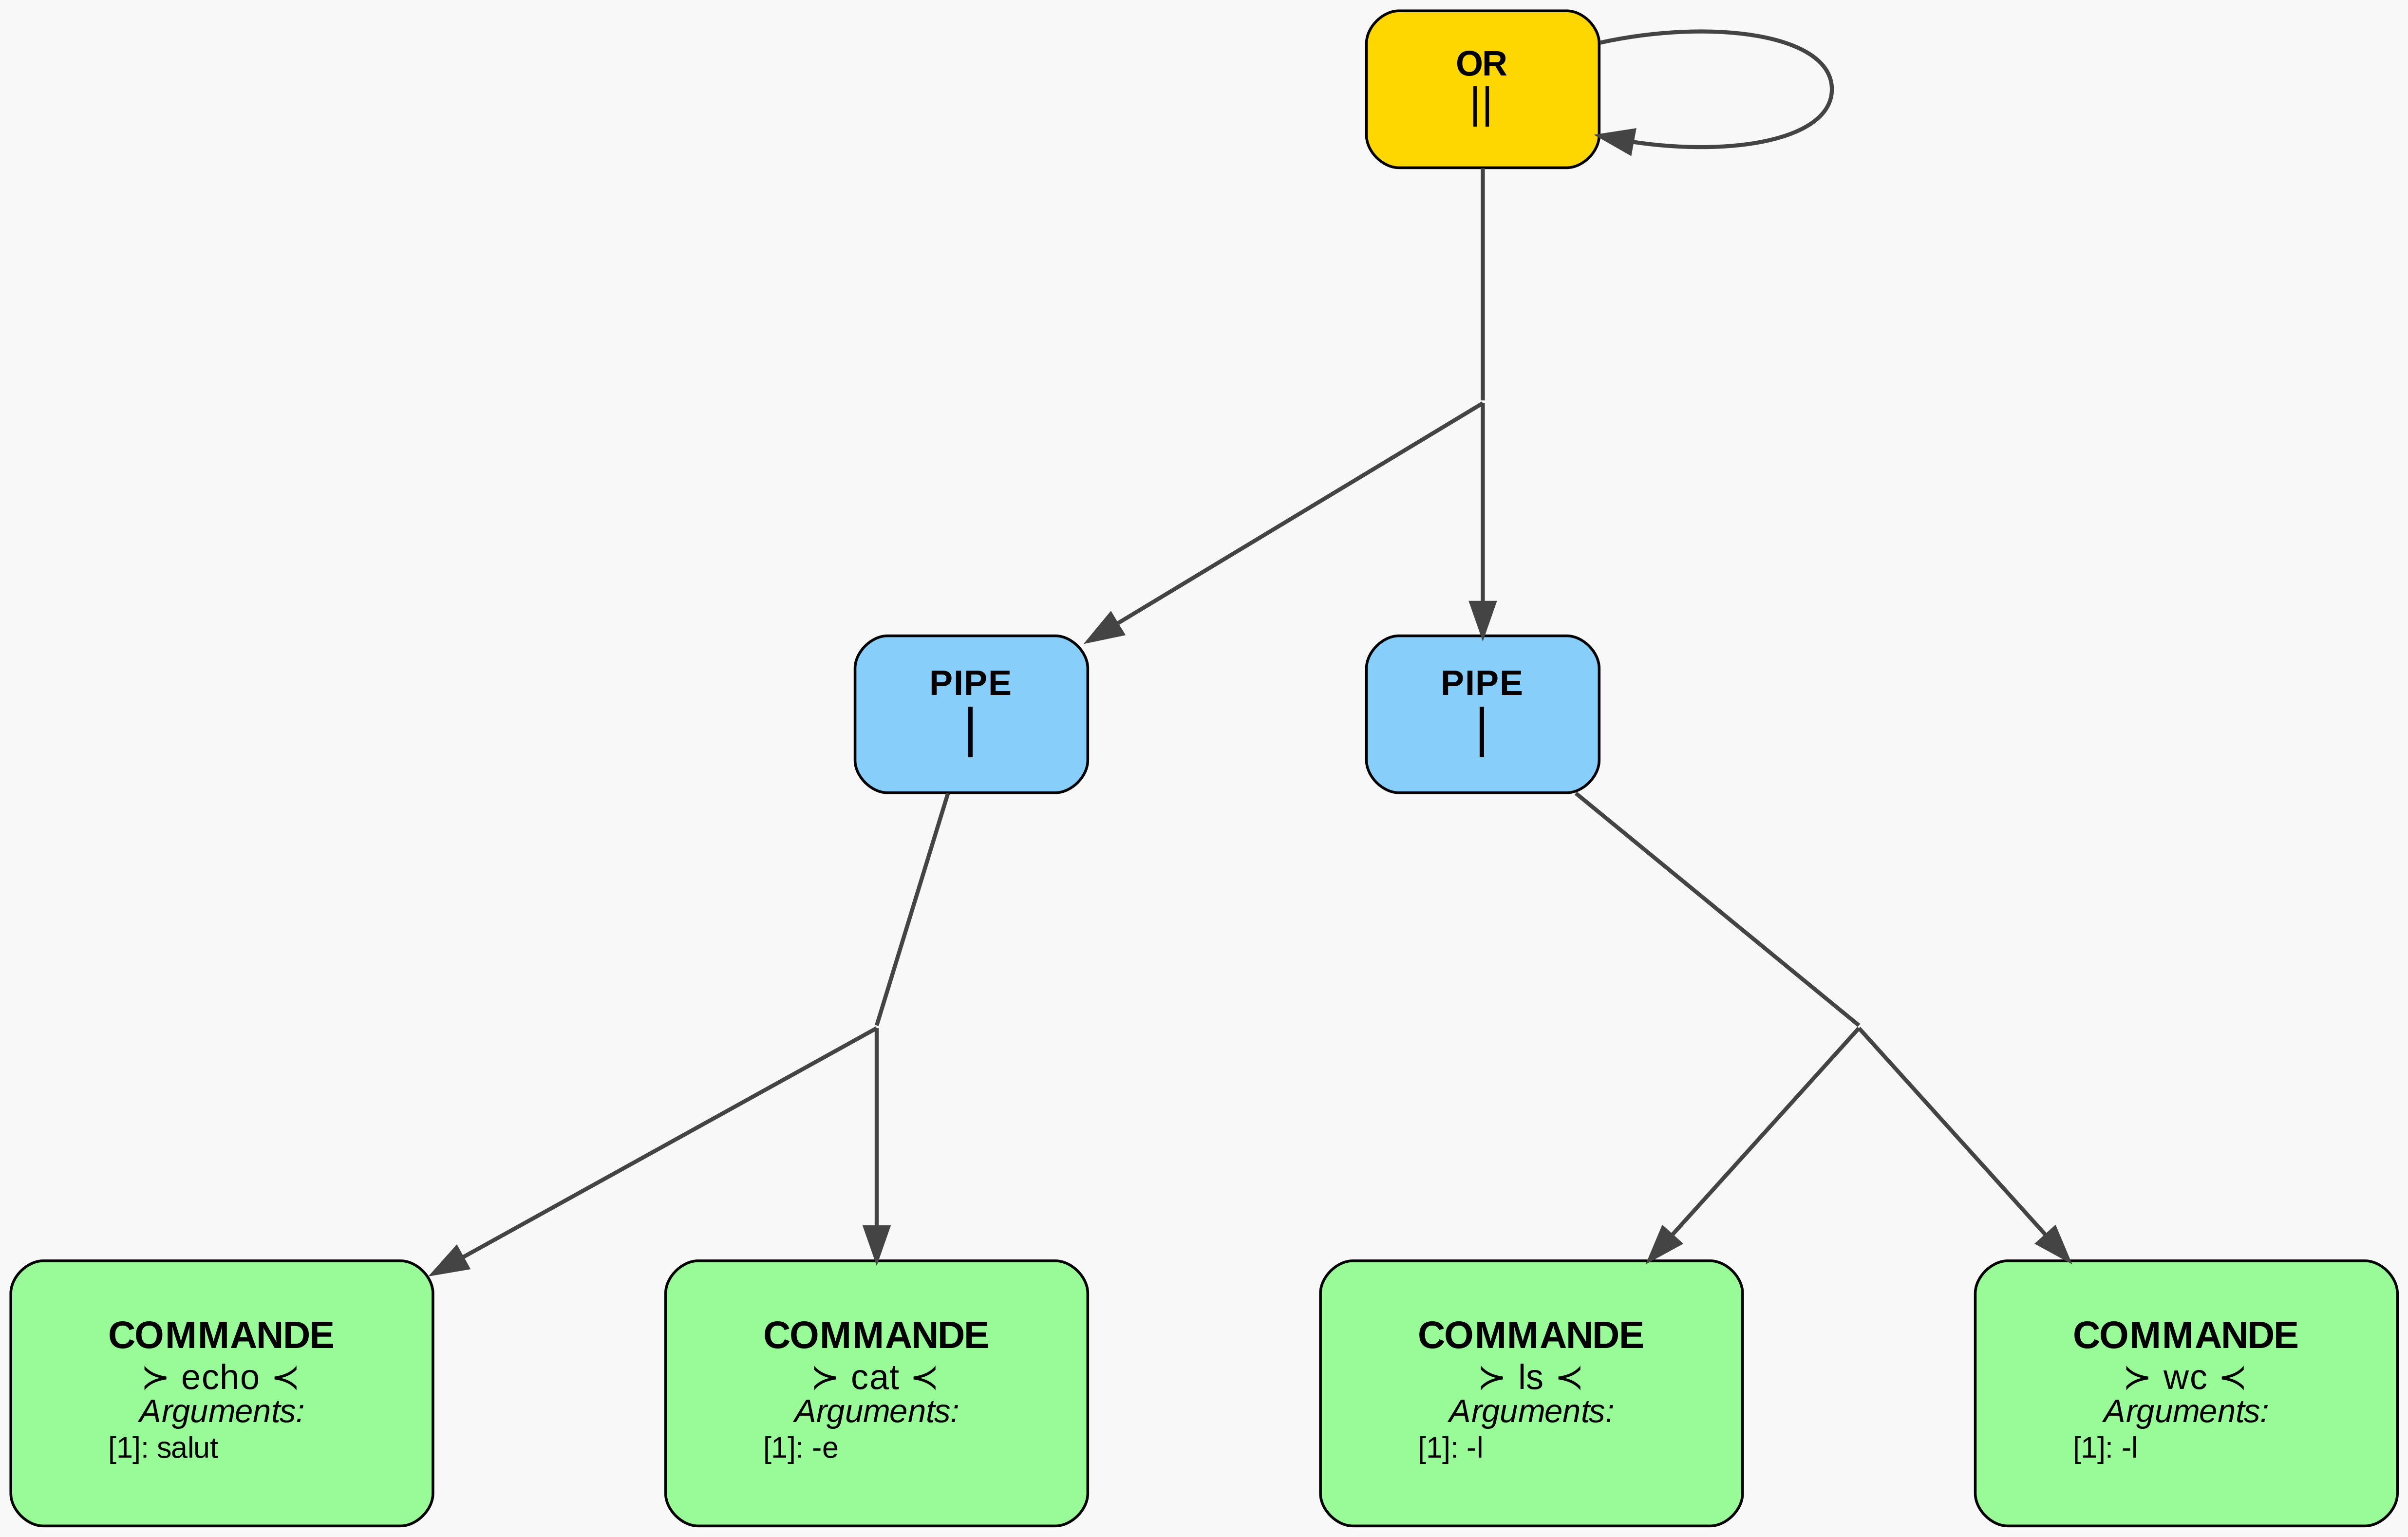 OR
||
PIPE
|
PIPE
|
COMMANDE
≻ echo ≺
Arguments:
[1]: salut
COMMANDE
≻ cat ≺
Arguments:
[1]: -e
COMMANDE
≻ ls ≺
Arguments:
[1]: -l
COMMANDE
≻ wc ≺
Arguments:
[1]: -l